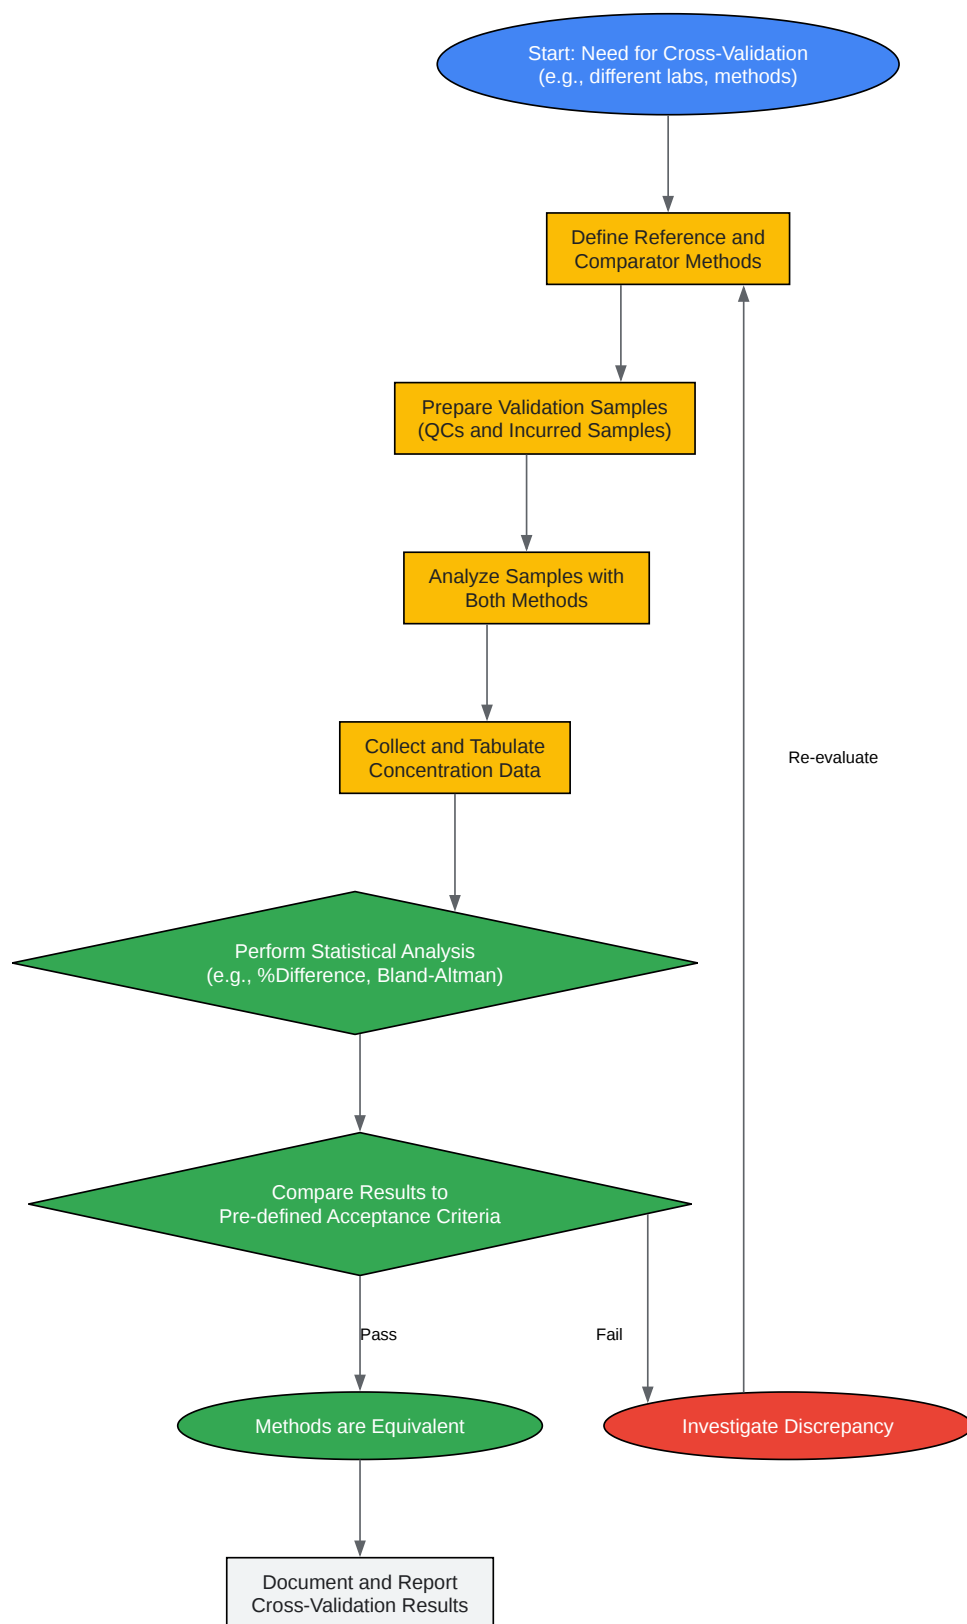 Start: Need for Cross-Validation
(e.g., different labs, methods)
Define Reference and
Comparator Methods
Prepare Validation Samples
(QCs and Incurred Samples)
Analyze Samples with
Both Methods
Collect and Tabulate
Concentration Data
Re-evaluate
Perform Statistical Analysis
(e.g., %Difference, Bland-Altman)
Compare Results to
Pre-defined Acceptance Criteria
Pass
Fail
Methods are Equivalent
Investigate Discrepancy
Document and Report
Cross-Validation Results